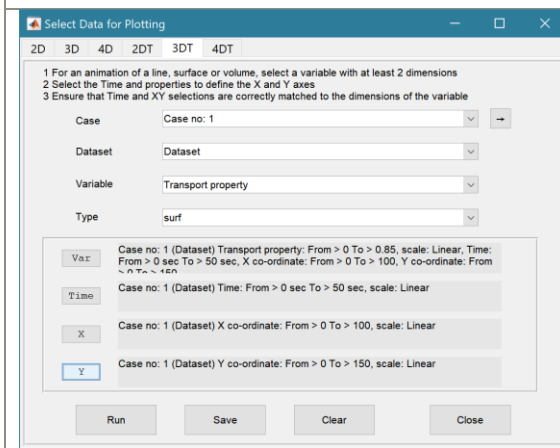 Select Data for Plotting
2D 3D 4D 2DT 3DT 4DT
1 For an animation of a line, surface or volume, select a variable with at least 2 dimensions
2 Select the Time and properties to define the X and Y axes
3 Ensure that Time and XY selections are correctly matched to the dimensions of the variable
Case Case no: 1 →
Dataset Dataset
Variable Transport property
Type surf
Var Case no: 1 (Dataset) Transport property: From > 0 To > 0.85, scale: Linear, Time:
From > 0 sec To > 50 sec, X co-ordinate: From > 0 To > 100, Y co-ordinate: From
> 0 To > 150
Time Case no: 1 (Dataset) Time: From > 0 sec To > 50 sec, scale: Linear
X Case no: 1 (Dataset) X co-ordinate: From > 0 To > 100, scale: Linear
Y Case no: 1 (Dataset) Y co-ordinate: From > 0 To > 150, scale: Linear
Run Save Clear Close